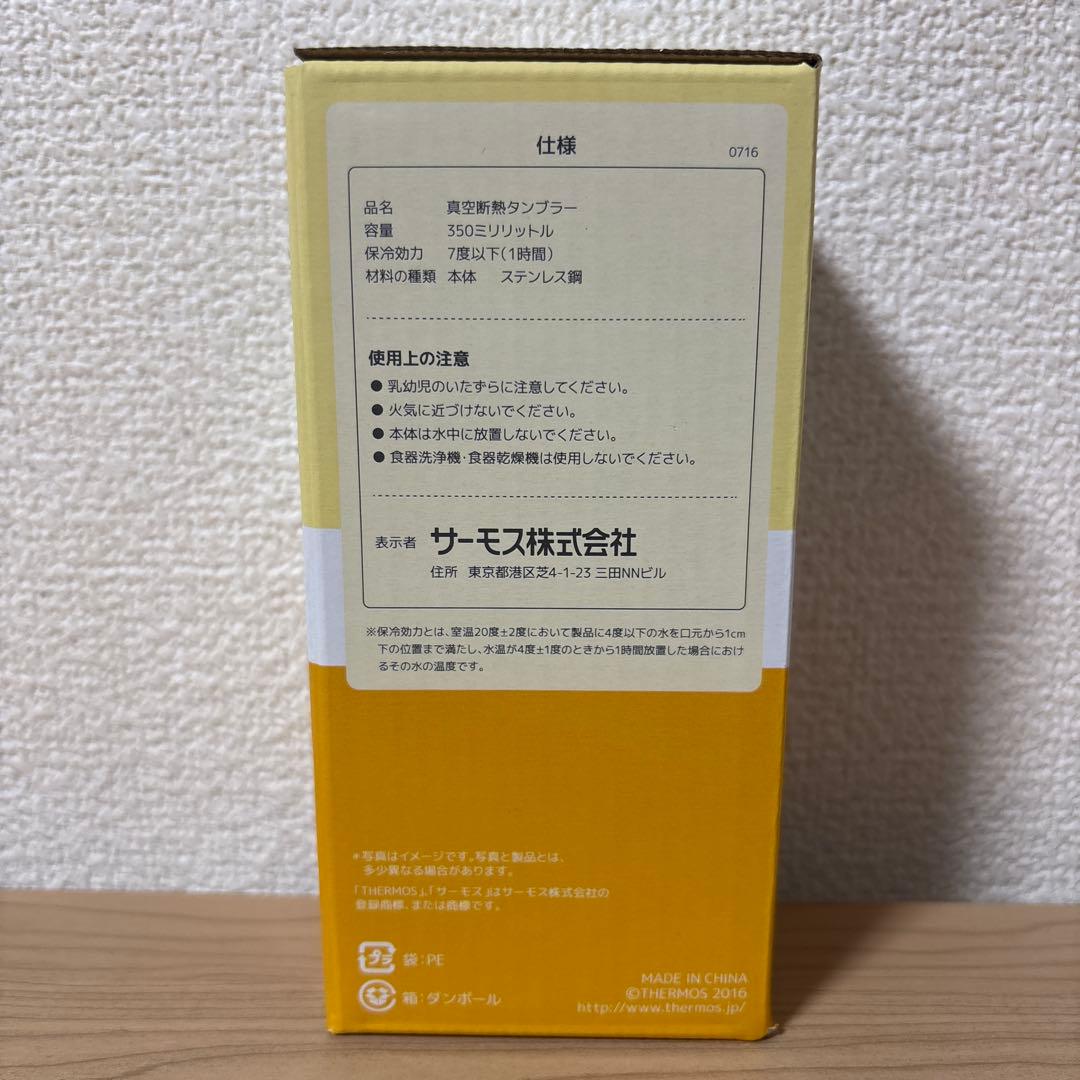 仕様
0716
品名 真空断熱タンブラー
容量 350ミリリットル
保冷効力 7度以下(1時間)
材料の種類 本体 ステンレス鋼
使用上の注意
● 乳幼児のいたずらに注意してください。
● 火気に近づけないでください。
● 本体は水中に放置しないでください。
● 食器洗浄機・食器乾燥機は使用しないでください。
表示者 サーモス株式会社
住所 東京都港区芝4-1-23 三田NNビル
※保冷効力とは、室温20度±2度において製品に4度以下の水を口元から1cm
下の位置まで満たし、水温が4度±1度のときから1時間放置した場合におけ
るその水の温度です。
*写真はイメージです。写真と製品とは、
多少異なる場合があります。
「THERMOS」、「サーモス」はサーモス株式会社の
登録商標、または商標です。
プラ 袋:PE
箱:ダンボール
MADE IN CHINA
©THERMOS 2016
http://www.thermos.jp/